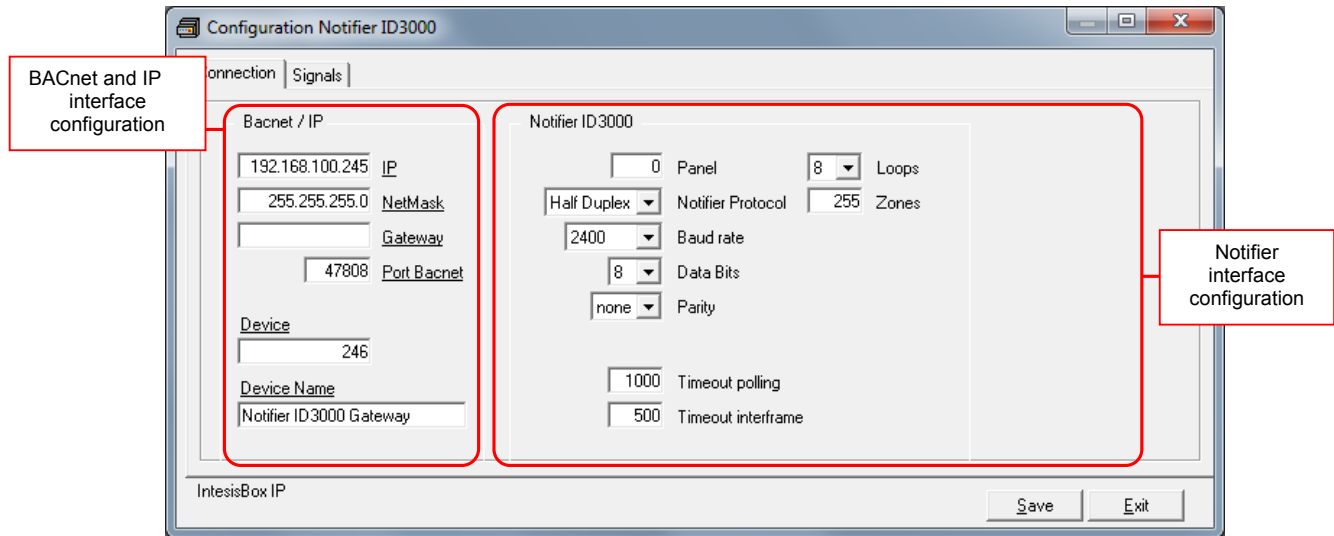 Configuration Notifier ID3000
BACnet and IP
interface
configuration
onnection
Signals
Bacnet / IP
192.168.100.245 IP
255.255.255.0 NetMask
Gateway
47808 Port Bacnet
Device
246
Device Name
Notifier ID3000 Gateway
Notifier ID3000
0 Panel 8 Loops
Half Duplex Notifier Protocol 255 Zones
2400 Baud rate
8 Data Bits
none Parity
1000 Timeout polling
500 Timeout interframe
Notifier
interface
configuration
IntesisBox IP
Save Exit